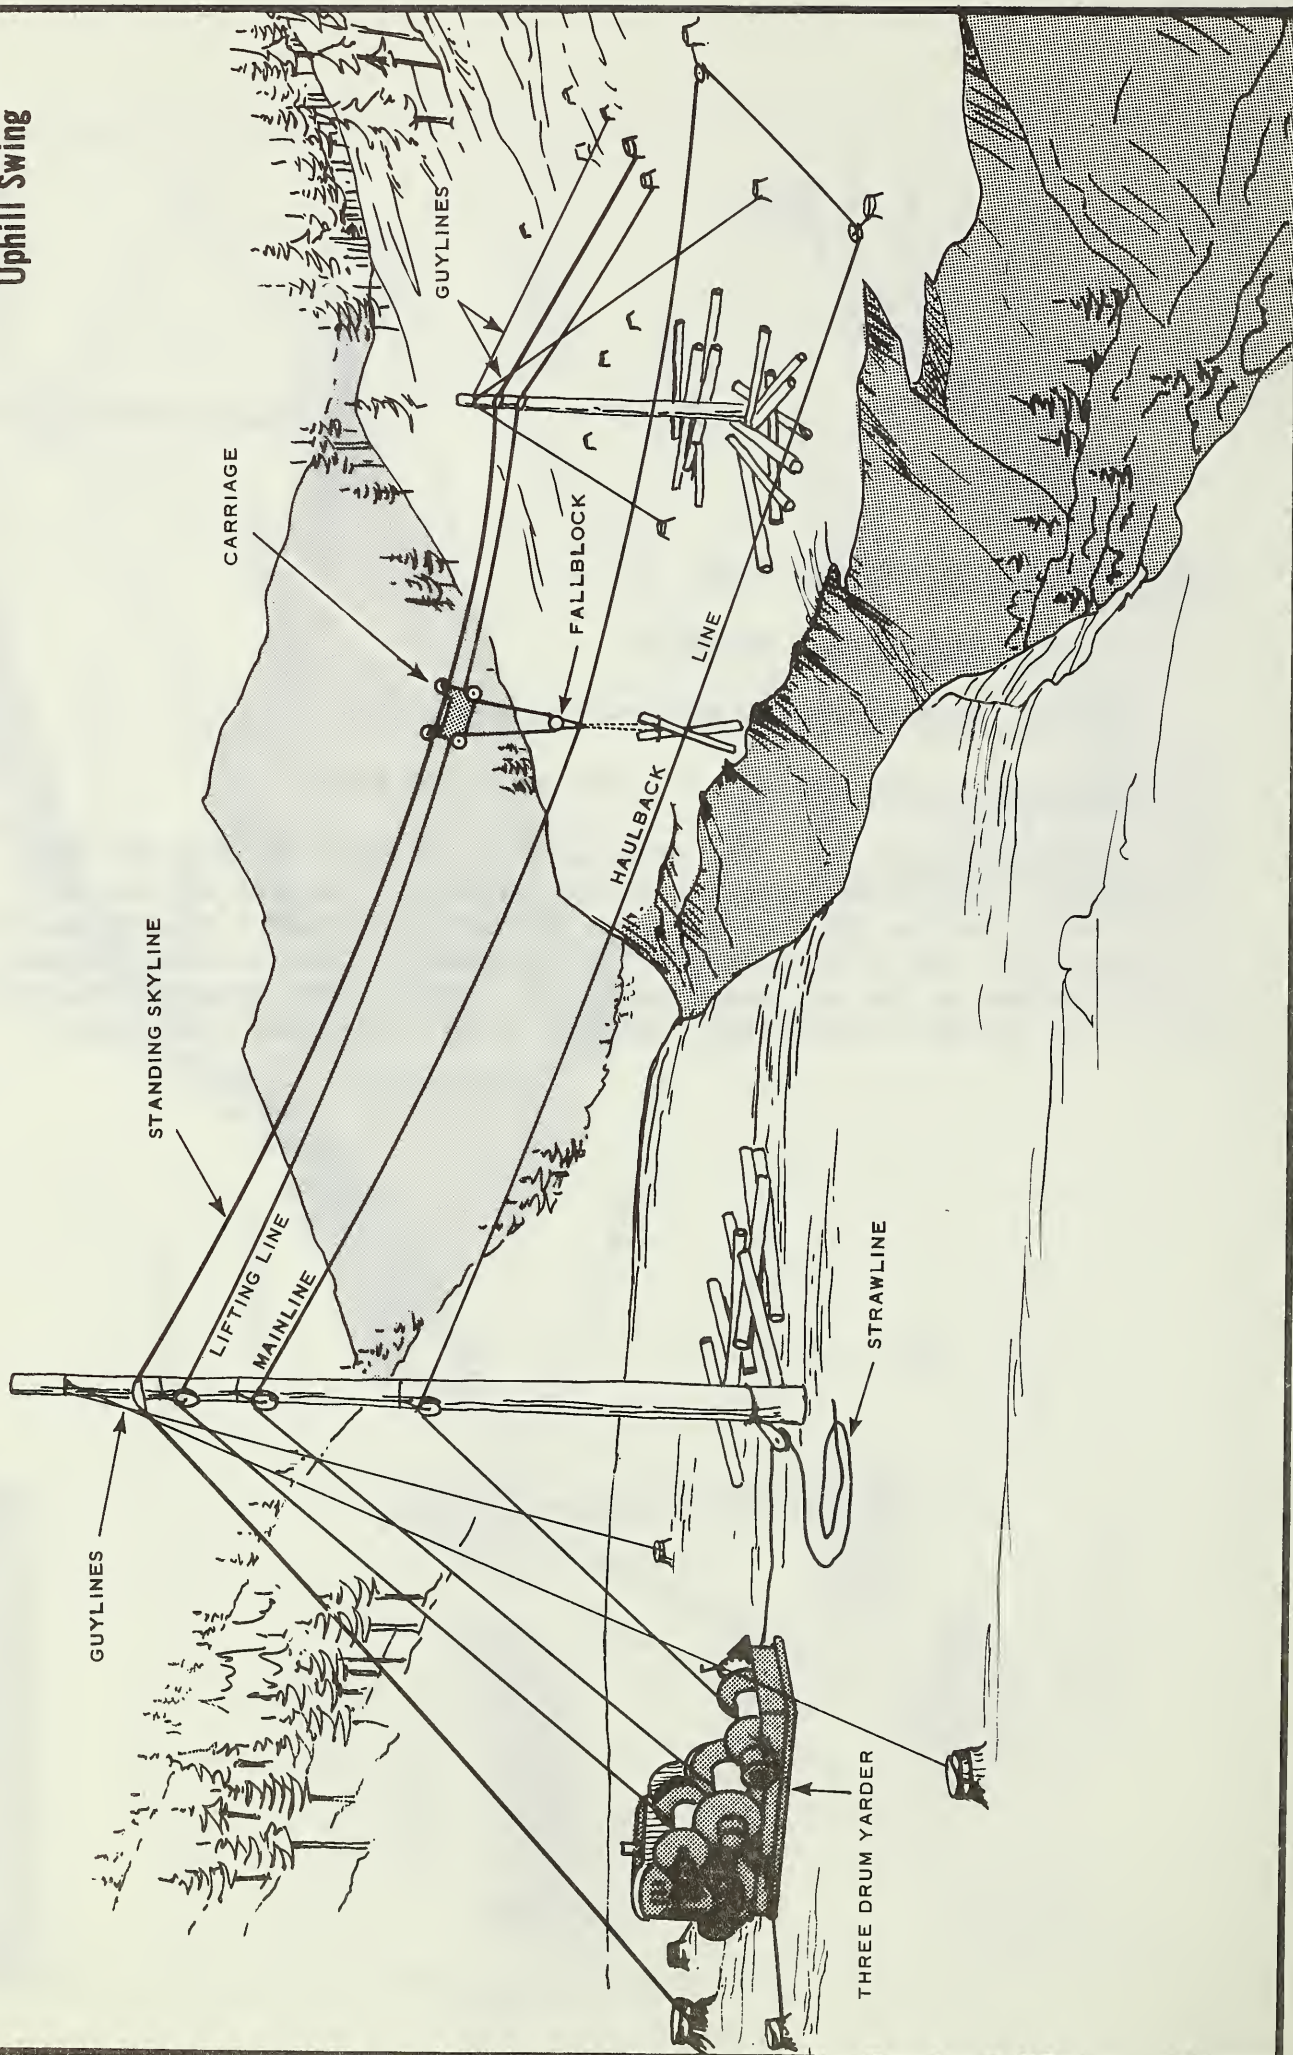 Uphill Swing
GUYLINES
CARRIAGE
FALLBLOCK
STANDING SKYLINE
LIFTING LINE
MAINLINE
HAULBACK LINE
GUYLINES
STRAWLINE
THREE DRUM YARDER